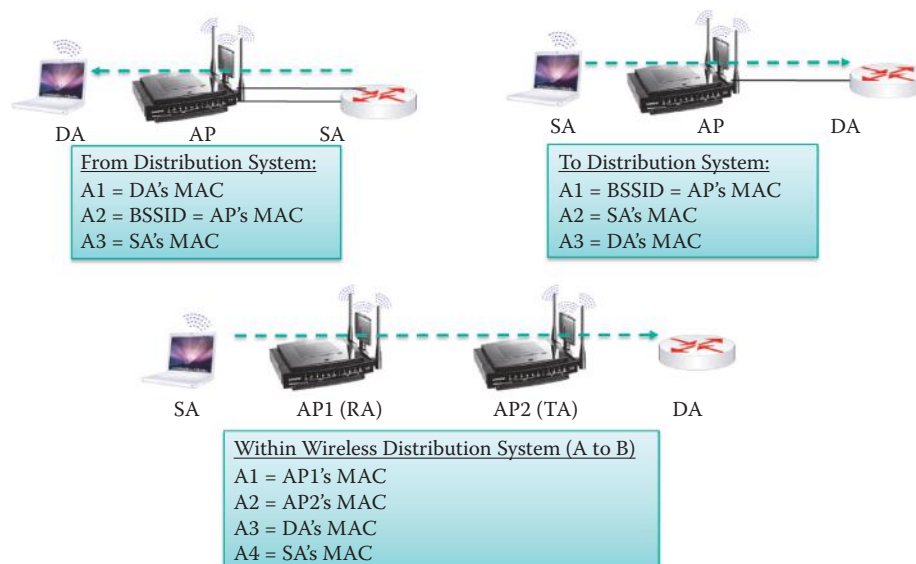 DA AP SA
From Distribution System:
A1 = DA's MAC
A2 = BSSID = AP's MAC
A3 = SA's MAC
SA AP DA
To Distribution System:
A1 = BSSID = AP's MAC
A2 = SA's MAC
A3 = DA's MAC
SA AP1 (RA) AP2 (TA) DA
Within Wireless Distribution System (A to B)
A1 = AP1's MAC
A2 = AP2's MAC
A3 = DA's MAC
A4 = SA's MAC